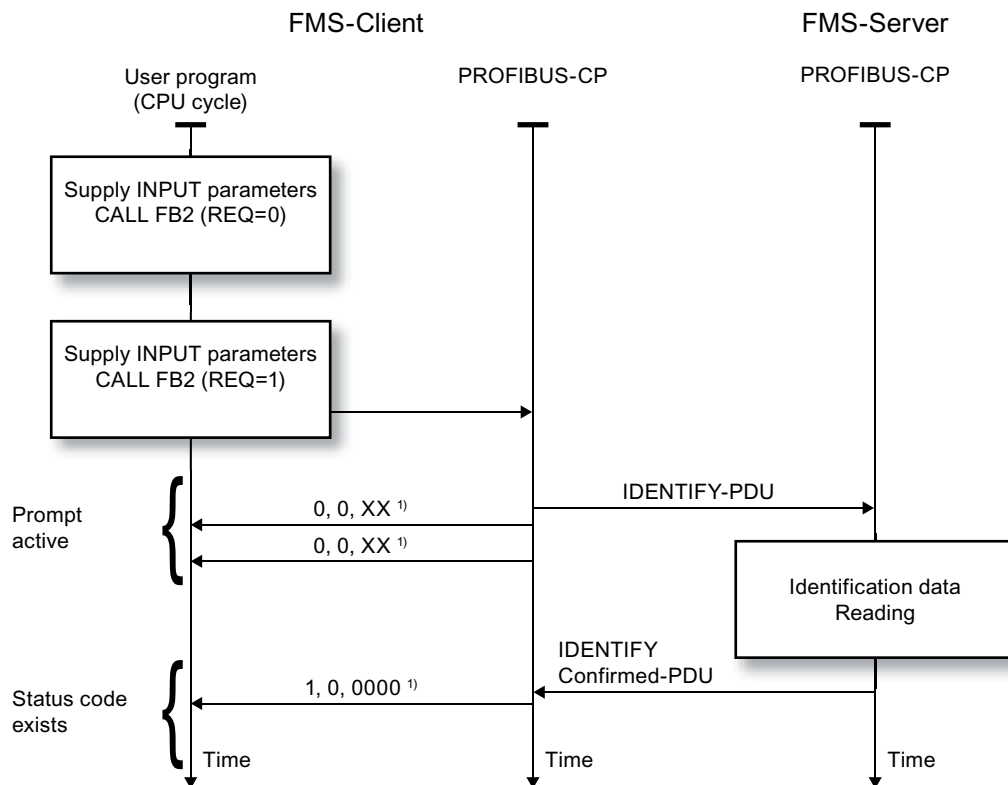 FMS-Client
FMS-Server
User program
(CPU cycle)
PROFIBUS-CP
PROFIBUS-CP
Supply INPUT parameters
CALL FB2 (REQ=0)
Supply INPUT parameters
CALL FB2 (REQ=1)
Prompt
active
0, 0, XX 1)
IDENTIFY-PDU
0, 0, XX 1)
Identification data
Reading
IDENTIFY
Confirmed-PDU
Status code
exists
1, 0, 0000 1)
Time
Time
Time